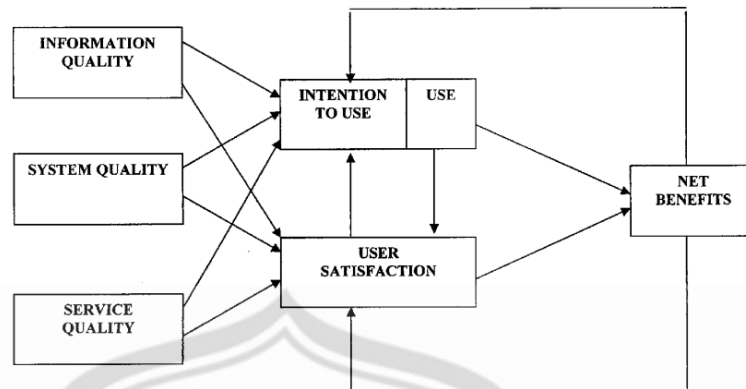 INFORMATION
QUALITY
INTENTION
TO USE
USE
SYSTEM QUALITY
NET
BENEFITS
USER
SATISFACTION
SERVICE
QUALITY